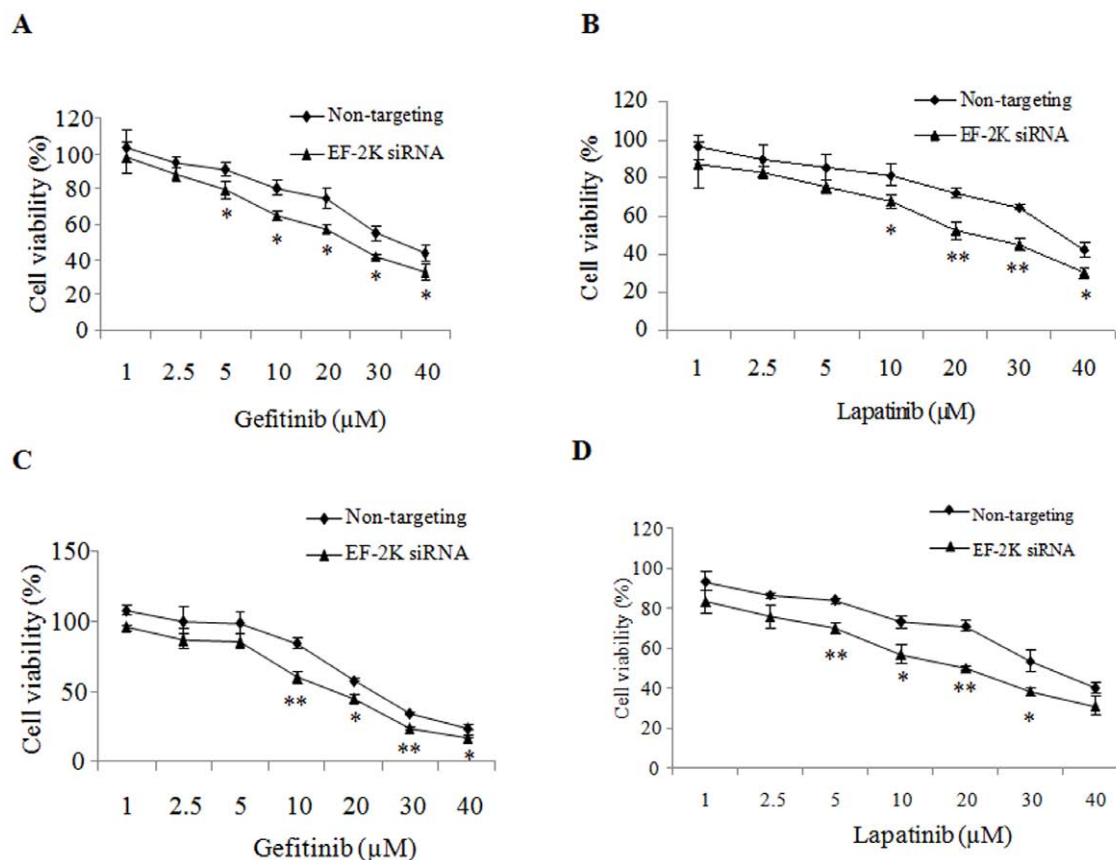 A
Non-targeting
EF-2K siRNA
Cell viability (%)
120
100
80
60
40
20
0
*
*
*
*
*
1 2.5 5 10 20 30 40
Gefitinib (µM)
B
Non-targeting
EF-2K siRNA
Cell viability (%
120
100
80
60
40
20
0
*
**
**
*
1 2.5 5 10 20 30 40
Lapatinib (µM)
C
Non-targeting
EF-2K siRNA
Cell viability (%)
150
100
50
0
**
*
**
*
1 2.5 5 10 20 30 40
Gefitinib (µM)
D
Non-targeting
EF-2K siRNA
Cell viability (%)
120
100
80
60
40
20
0
**
*
**
*
1 2.5 5 10 20 30 40
Lapatinib (µM)